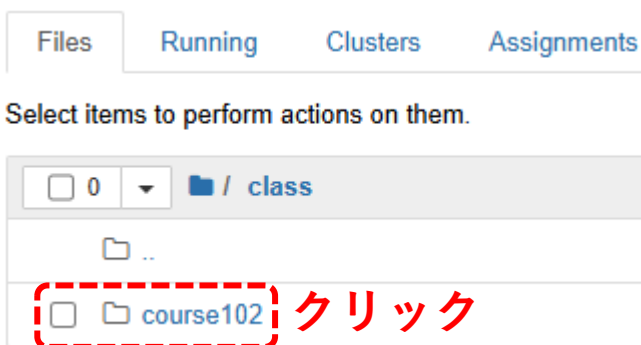 Files Running Clusters Assignments
Select items to perform actions on them.
0 / class
..
course102 クリック